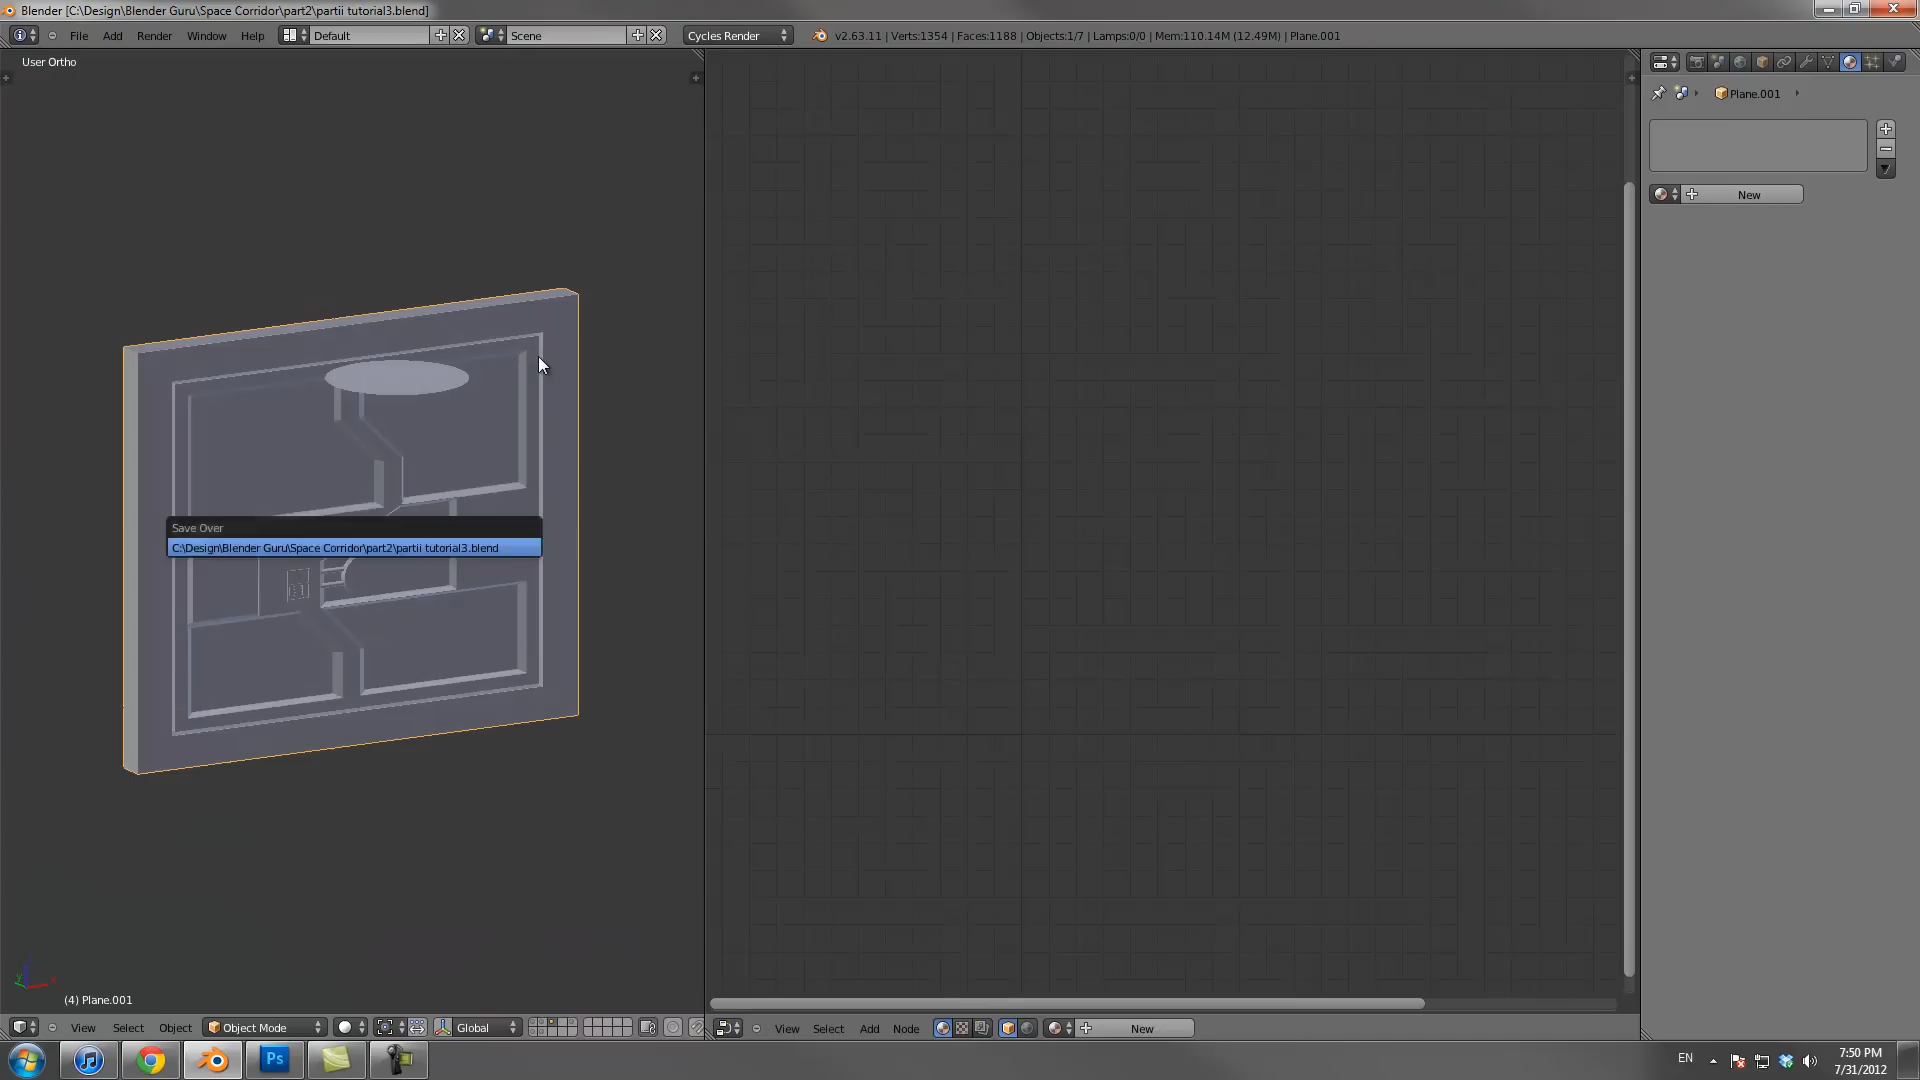 Blender [C:\Design\Blender Guru\Space Corridor\part2\partii tutorial3.blend]
File Add Render Window Help Default Scene Cycles Render v2.63.11 | Verts:1354 | Faces:1188 | Objects:1/7 | Lamps:0/0 | Mem:110.14M (12.49M) | Plane.001
User Ortho
Plane.001
New
Save Over
C:\Design\Blender Guru\Space Corridor\part2\partii tutorial3.blend
(4) Plane.001
View Select Object Object Mode Global View Select Add Node New
Ps
EN
7:50 PM
7/31/2012